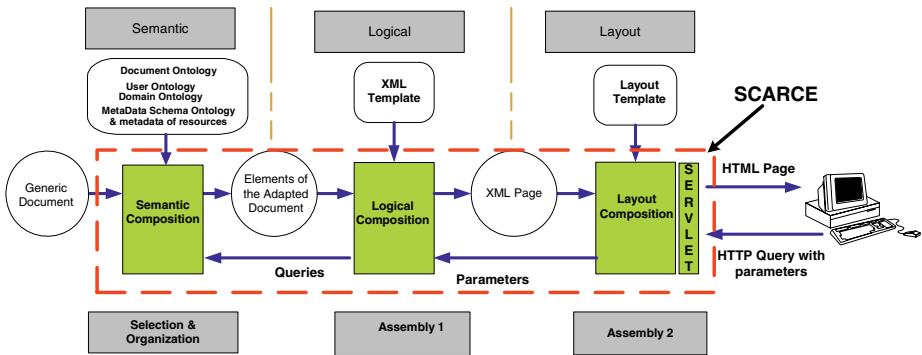 Semantic
Logical
Layout
Document Ontology
User Ontology
Domain Ontology
MetaData Schema Ontology
& metadata of resources
XML
Template
Layout
Template
SCARCE
Generic
Document
Semantic
Composition
Elements of
the Adapted
Document
Logical
Composition
XML Page
Layout
Composition
SERVLET
HTML Page
HTTP Query with
parameters
Queries
Parameters
Selection &
Organization
Assembly 1
Assembly 2